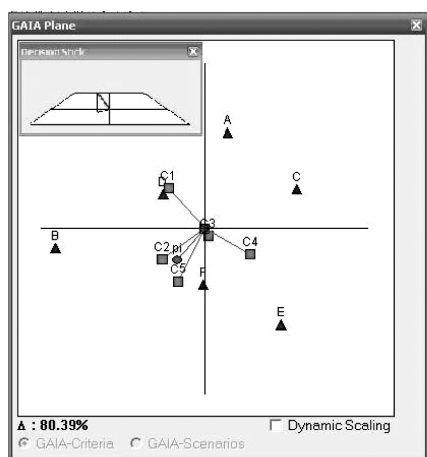 GAIA Plane
Decision Stick
A
D
C1
C
C3
B
C2 pi
C4
C5
F
E
Δ : 80.39%
Dynamic Scaling
GAIA-Criteria
GAIA-Scenarios